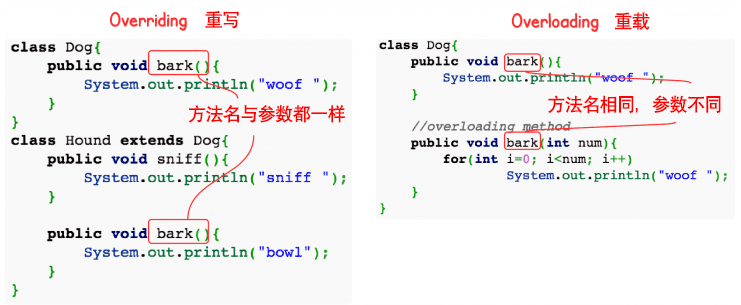 Overriding 重写
class Dog{
    public void bark(){
        System.out.println("woof ");
    }
}
方法名与参数都一样
class Hound extends Dog{
    public void sniff(){
        System.out.println("sniff ");
    }
    public void bark(){
        System.out.println("bowl");
    }
}
Overloading 重载
class Dog{
    public void bark(){
        System.out.println("woof ");
    }
方法名相同，参数不同
    //overloading method
    public void bark(int num){
        for(int i=0; i<num; i++)
            System.out.println("woof ");
    }
}